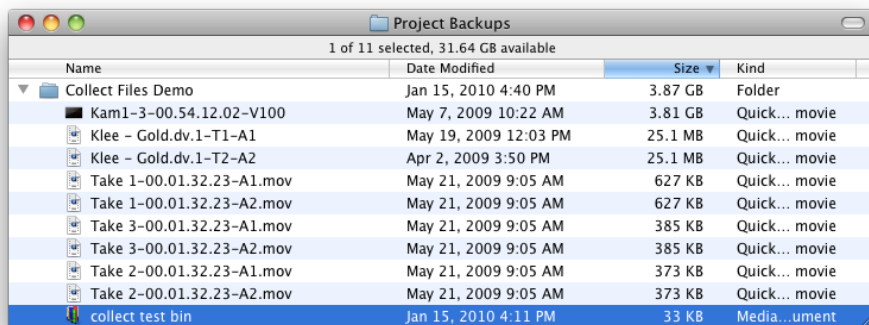 Project Backups
1 of 11 selected, 31.64 GB available
Name Date Modified Size Kind
Collect Files Demo Jan 15, 2010 4:40 PM 3.87 GB Folder
Kam1-3-00.54.12.02-V100 May 7, 2009 10:22 AM 3.81 GB Quick... movie
Klee - Gold.dv.1-T1-A1 May 19, 2009 12:03 PM 25.1 MB Quick... movie
Klee - Gold.dv.1-T2-A2 Apr 2, 2009 3:50 PM 25.1 MB Quick... movie
Take 1-00.01.32.23-A1.mov May 21, 2009 9:05 AM 627 KB Quick... movie
Take 1-00.01.32.23-A2.mov May 21, 2009 9:05 AM 627 KB Quick... movie
Take 3-00.01.32.23-A1.mov May 21, 2009 9:05 AM 385 KB Quick... movie
Take 3-00.01.32.23-A2.mov May 21, 2009 9:05 AM 385 KB Quick... movie
Take 2-00.01.32.23-A1.mov May 21, 2009 9:05 AM 373 KB Quick... movie
Take 2-00.01.32.23-A2.mov May 21, 2009 9:05 AM 373 KB Quick... movie
collect test bin Jan 15, 2010 4:11 PM 33 KB Media...ument